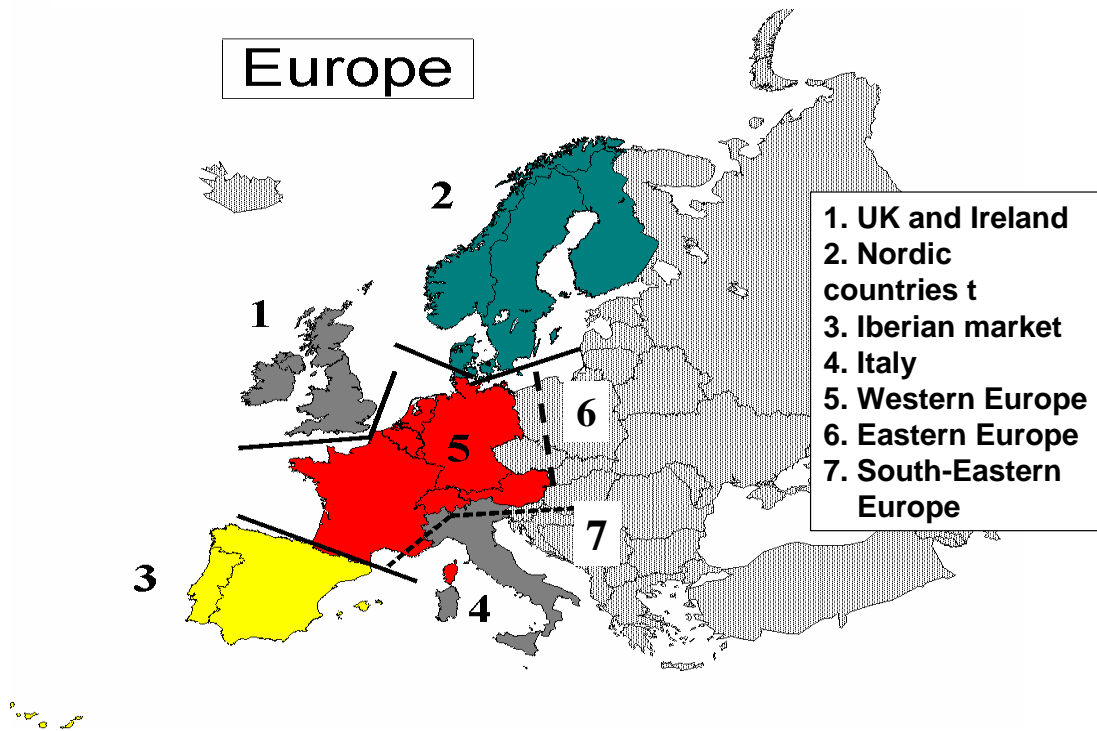 Europe
2
1
3
4
5
6
7
1. UK and Ireland
2. Nordic
countries t
3. Iberian market
4. Italy
5. Western Europe
6. Eastern Europe
7. South-Eastern
Europe